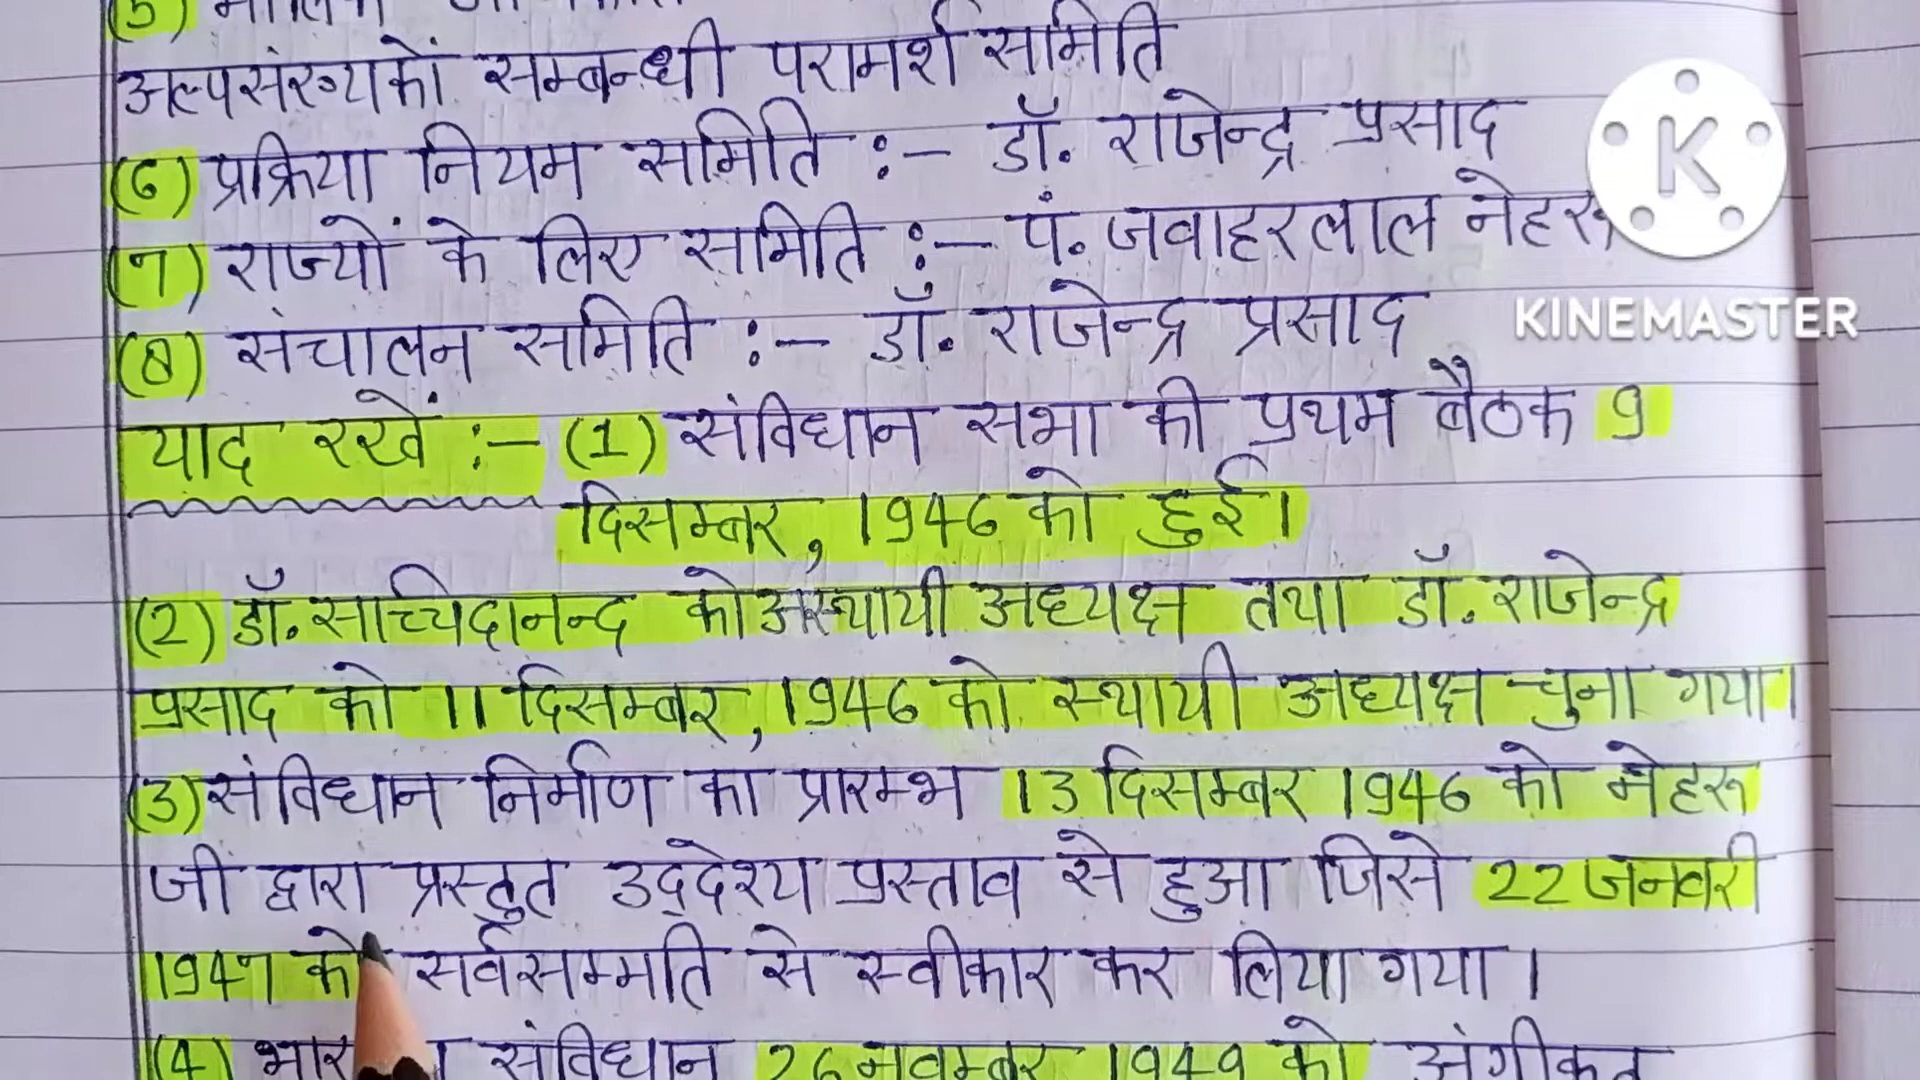 (5) मौलिक
अल्पसंख्यकों सम्बन्धी परामर्श समिति
(6) प्रक्रिया नियम समिति :- डॉ. राजेन्द्र प्रसाद
(7) राज्यों के लिए समिति :- पं. जवाहरलाल नेहरू
(8) संचालन समिति :- डॉ. राजेन्द्र प्रसाद
याद रखें :- (1) संविधान सभा की प्रथम बैठक 9
दिसम्बर, 1946 को हुई।
(2) डॉ. सच्चिदानन्द को अस्थायी अध्यक्ष तथा डॉ. राजेन्द्र
प्रसाद को 11 दिसम्बर, 1946 को स्थायी अध्यक्ष चुना गया।
(3) संविधान निर्माण का प्रारम्भ 13 दिसम्बर 1946 को नेहरू
जी द्वारा प्रस्तुत उद्देश्य प्रस्ताव से हुआ जिसे 22 जनवरी
1947 को सर्वसम्मति से स्वीकार कर लिया गया।
(4) संविधान 26 नवम्बर 1949 को अंगीकृत
K
KINEMASTER